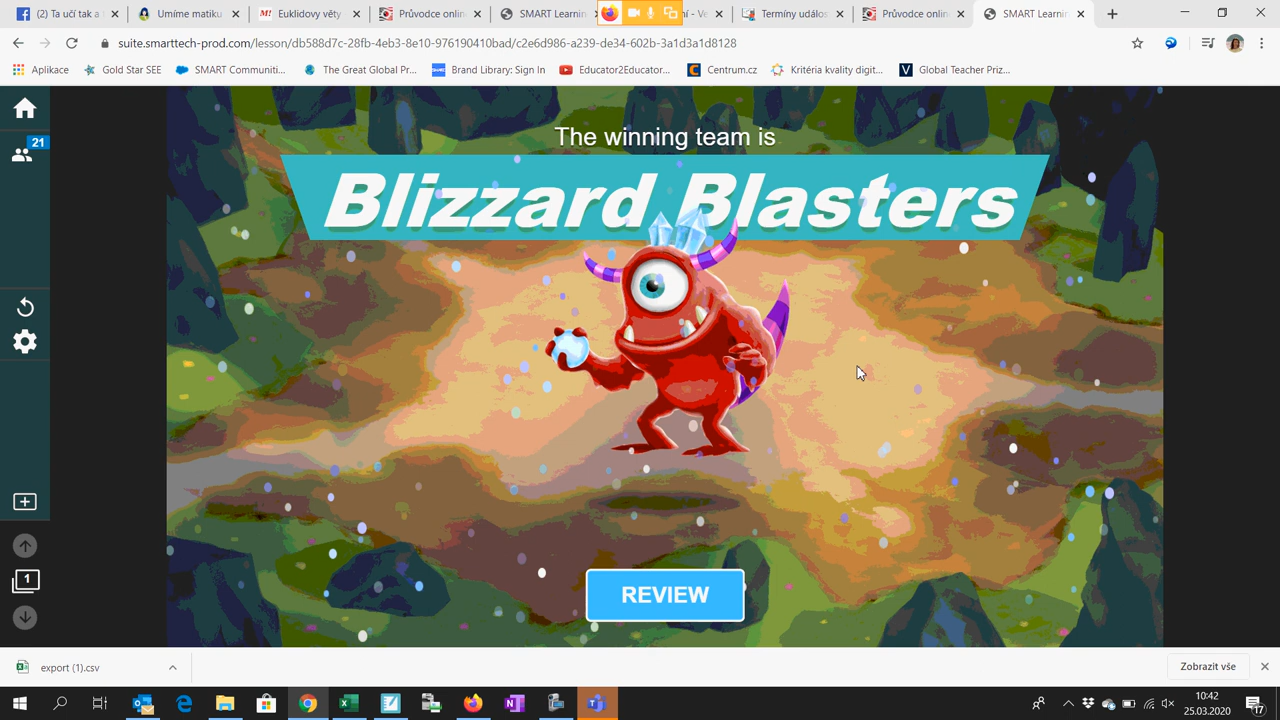 (2) Ta učí tak a t
Umíme matiku
Euklidovy vět
Průvodce onlin
SMART Learnin
ní - Ve
Termíny událos
Průvodce onlin
SMART Learnin
suite.smarttech-prod.com/lesson/db588d7c-28fb-4eb3-8e10-976190410bad/c2e6d986-a239-de34-602b-3a1d3a1d8128
Aplikace
Gold Star SEE
SMART Communiti...
The Great Global Pr...
Brand Library: Sign In
Educator2Educator...
Centrum.cz
Kritéria kvality digit...
Global Teacher Priz...
21
The winning team is
Blizzard Blasters
REVIEW
1
export (1).csv
Zobrazit vše
10:42
25.03.2020
17